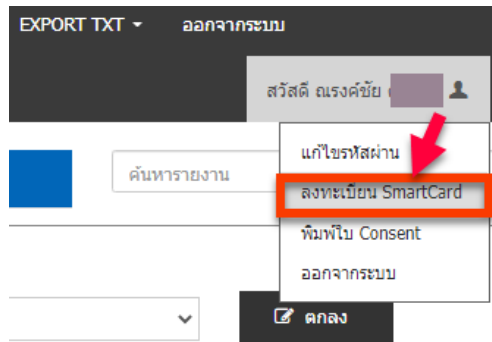 EXPORT TXT ออกจากระบบ
สวัสดี ณรงค์ชัย (
แก้ไขรหัสผ่าน
ค้นหารายงาน
ลงทะเบียน SmartCard
พิมพ์ใบ Consent
ออกจากระบบ
ตกลง